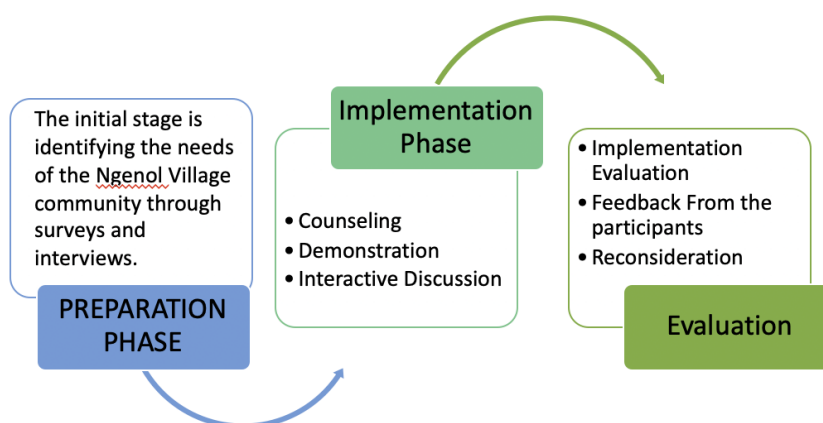 The initial stage is
identifying the needs
of the Ngenol Village
community through
surveys and
interviews.
PREPARATION
PHASE
Implementation
Phase
• Counseling
• Demonstration
• Interactive Discussion
• Implementation
Evaluation
• Feedback From the
participants
• Reconsideration
Evaluation